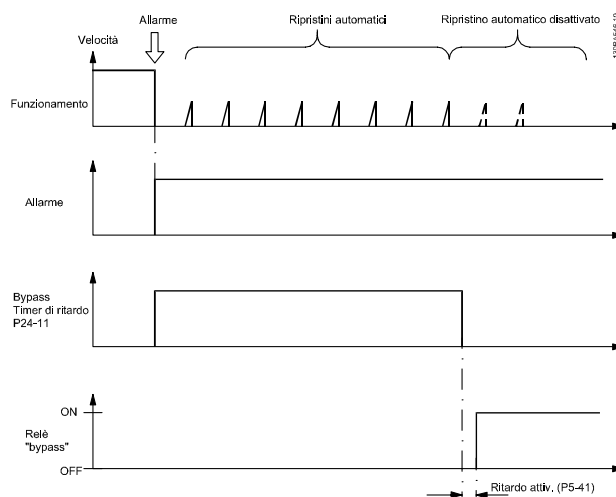 Allarme
Ripristini automatici
Ripristino automatico disattivato
Velocità
Funzionamento
Allarme
Bypass
Timer di ritardo
P24-11
ON
Relè
"bypass"
OFF
Ritardo attiv. (P5-41)